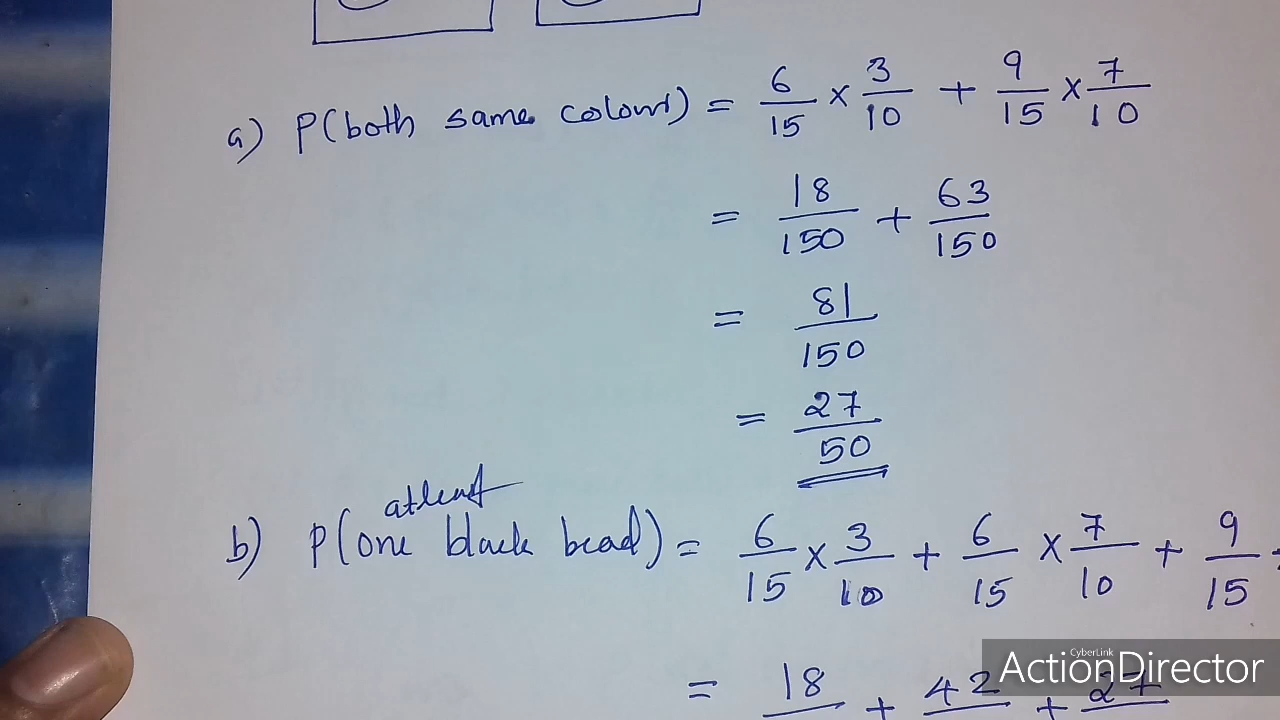 a) P(both same colour) = 6/15 × 3/10 + 9/15 × 7/10
= 18/150 + 63/150
= 81/150
= 27/50
atleast
b) P(one black bead) = 6/15 × 3/10 + 6/15 × 7/10 + 9/15
= 18 + 42 + 27
CyberLink
ActionDirector